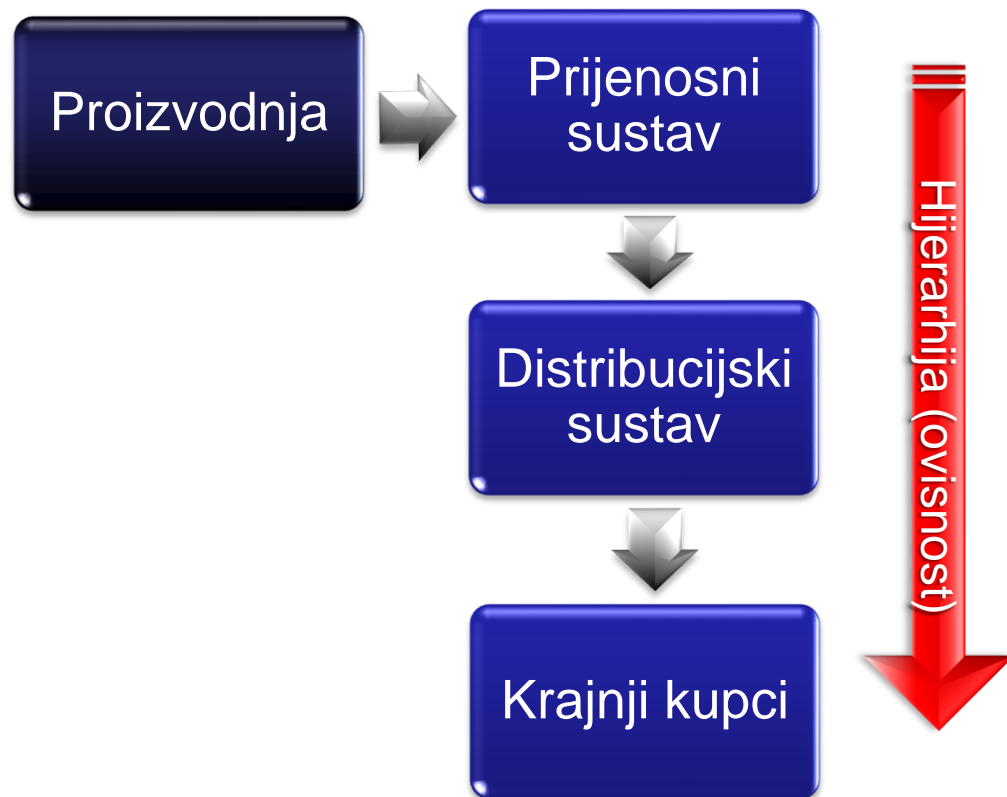 Proizvodnja
Prijenosni
sustav
Distribucijski
sustav
Krajnji kupci
Hijerarhija (ovisnost)